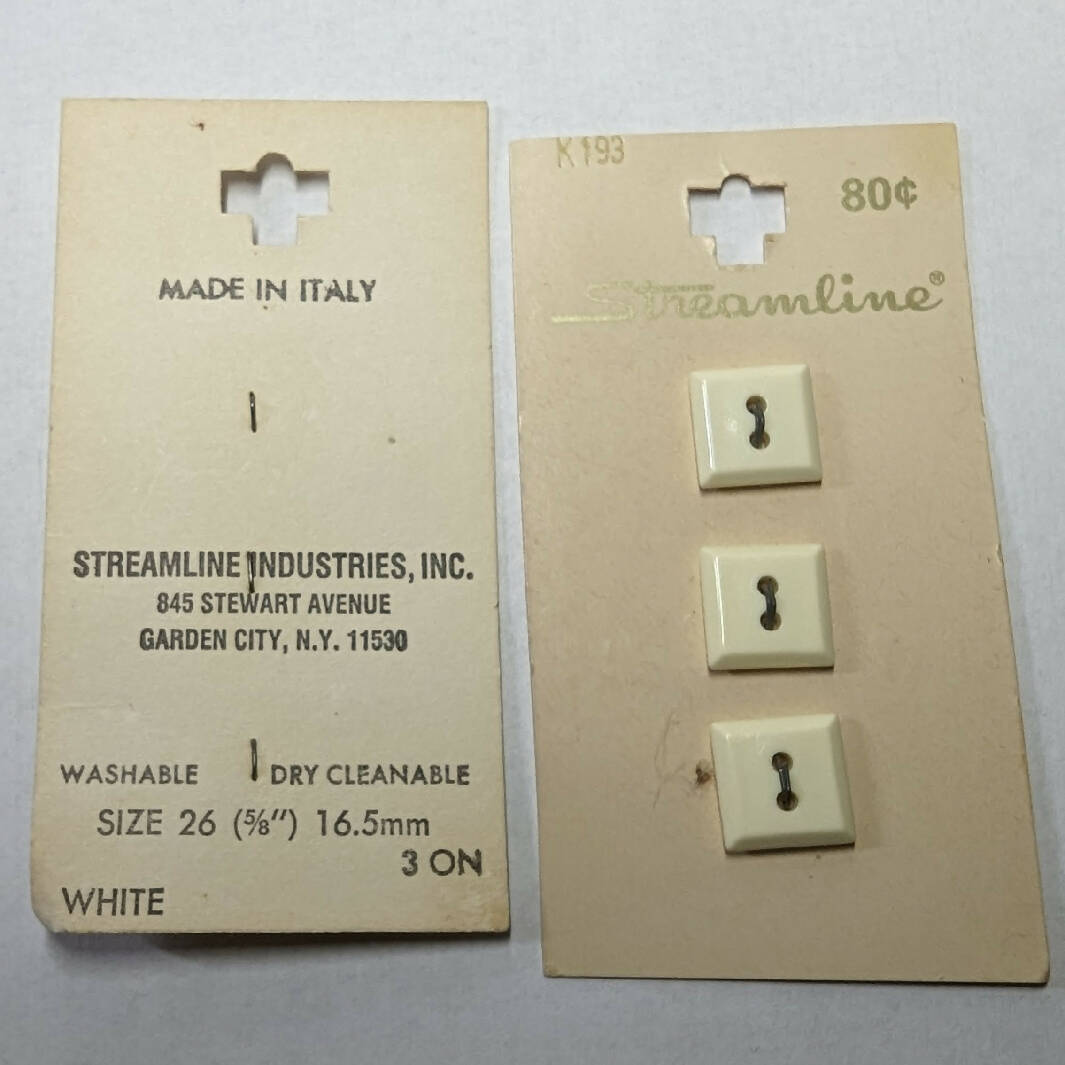 MADE IN ITALY
STREAMLINE INDUSTRIES, INC.
845 STEWART AVENUE
GARDEN CITY, N.Y. 11530
WASHABLE DRY CLEANABLE
SIZE 26 (5/8") 16.5mm
3 ON
WHITE
K193
80¢
Streamline®